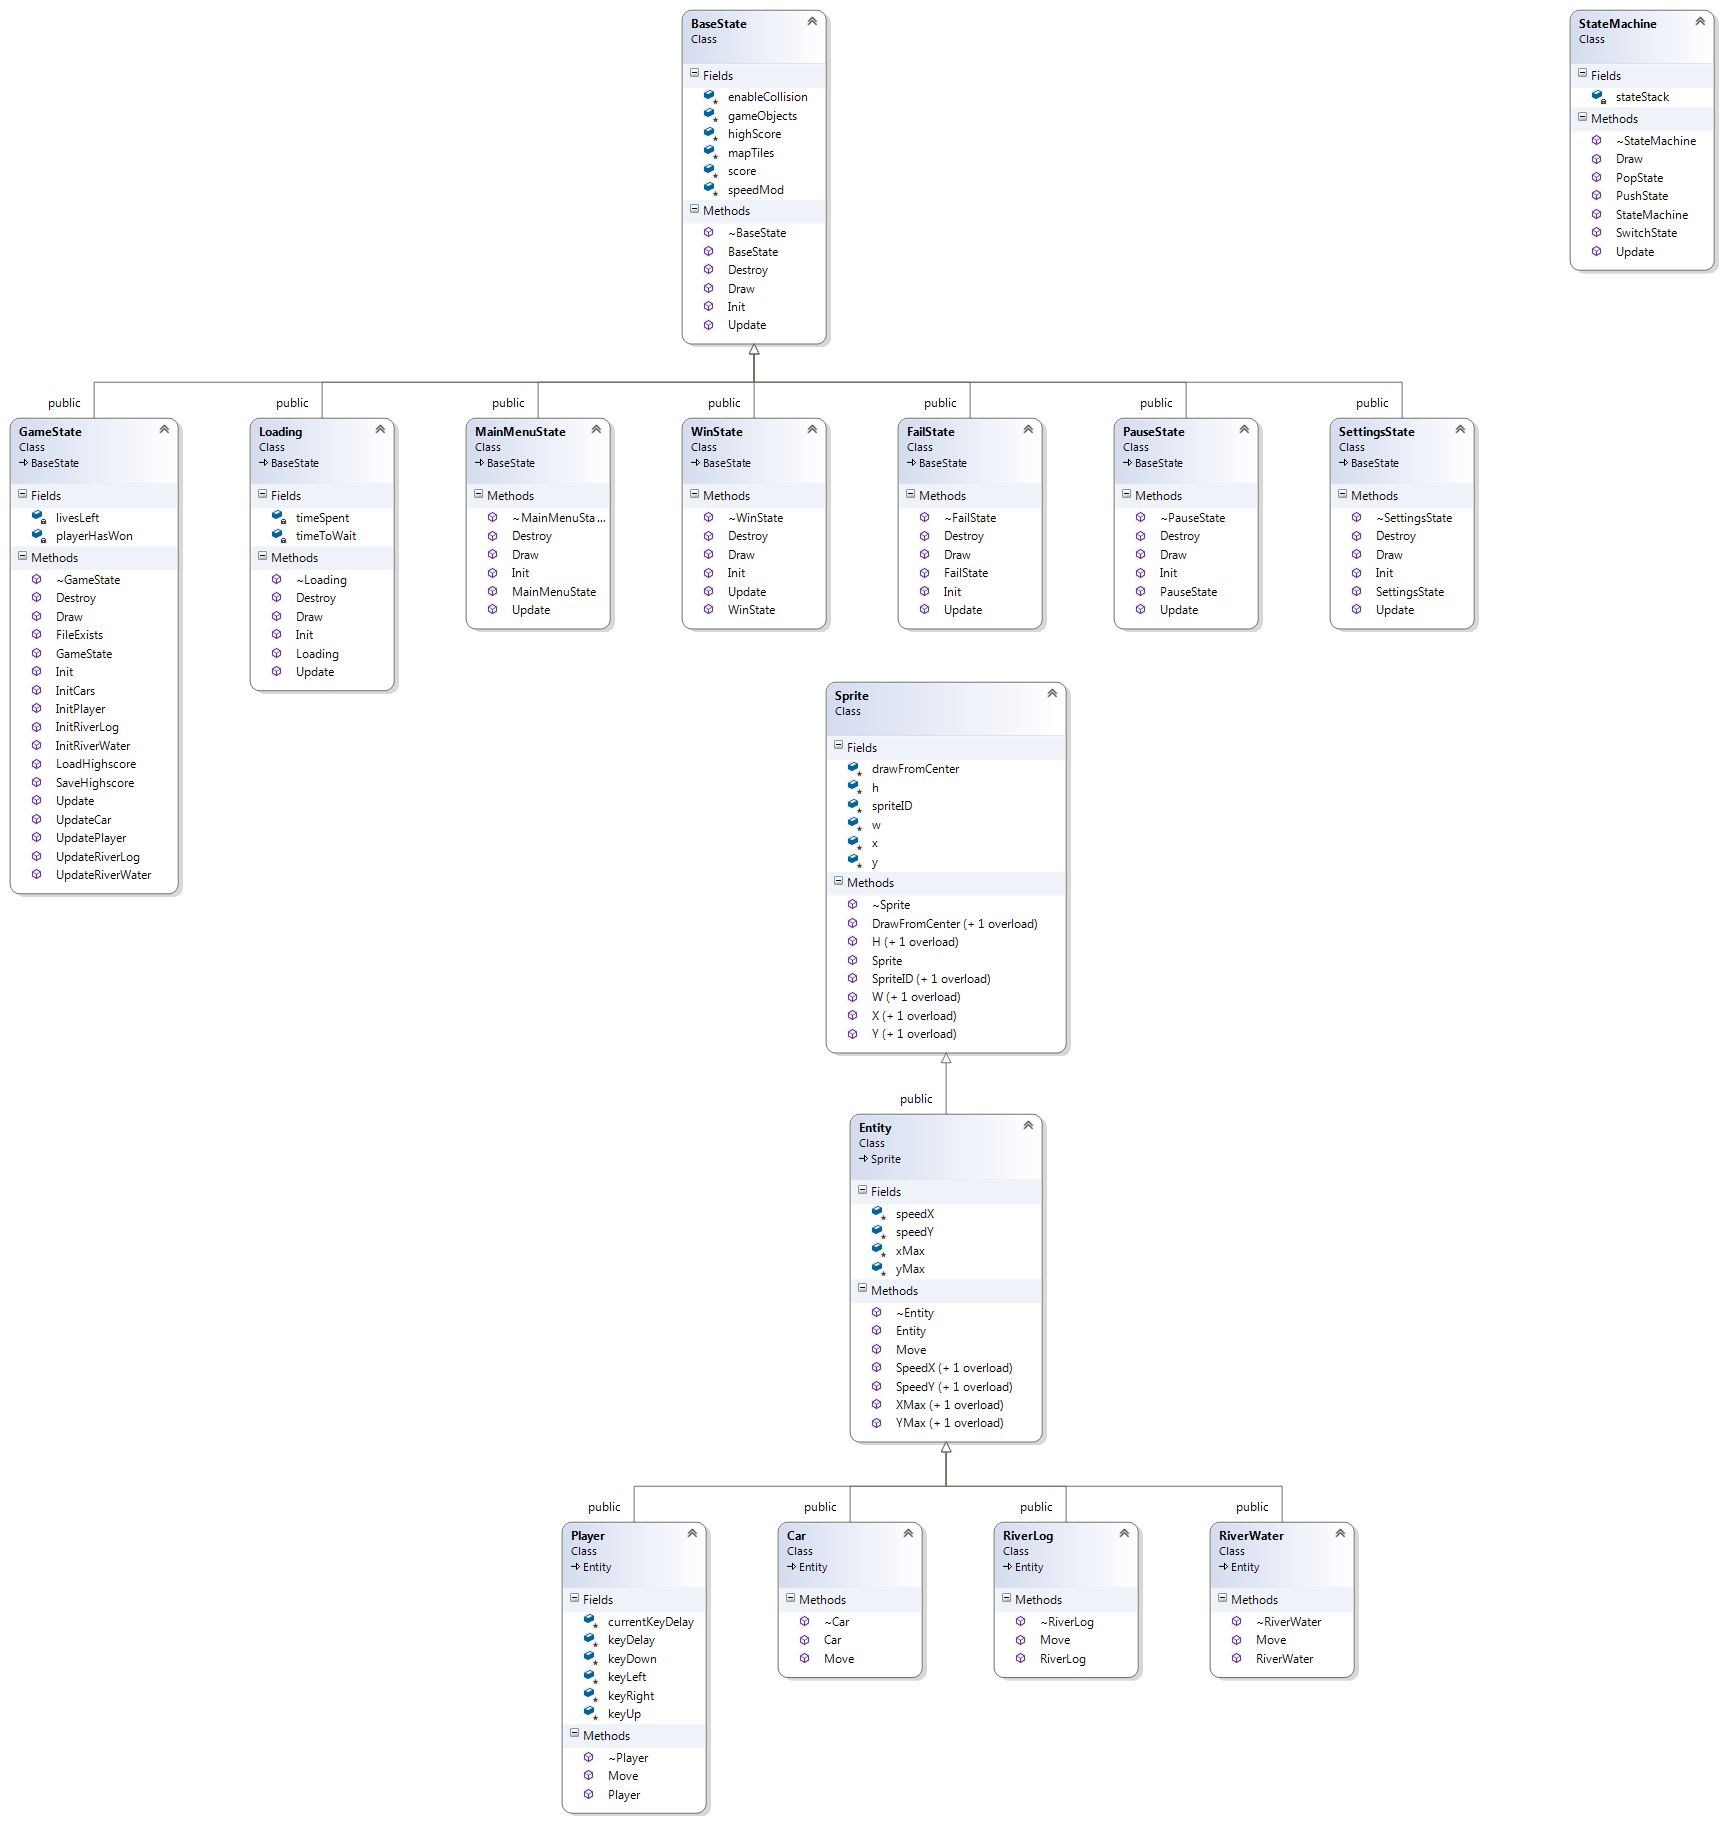 BaseState
Class
Fields
enableCollision
gameObjects
highScore
mapTiles
score
speedMod
Methods
~BaseState
BaseState
Destroy
Draw
Init
Update
StateMachine
Class
Fields
stateStack
Methods
~StateMachine
Draw
PopState
PushState
StateMachine
SwitchState
Update
public
GameState
Class
BaseState
Fields
livesLeft
playerHasWon
Methods
~GameState
Destroy
Draw
FileExists
GameState
Init
InitCars
InitPlayer
InitRiverLog
InitRiverWater
LoadHighscore
SaveHighscore
Update
UpdateCar
UpdatePlayer
UpdateRiverLog
UpdateRiverWater
public
Loading
Class
BaseState
Fields
timeSpent
timeToWait
Methods
~Loading
Destroy
Draw
Init
Loading
Update
public
MainMenuState
Class
BaseState
Methods
~MainMenuSta...
Destroy
Draw
Init
MainMenuState
Update
public
WinState
Class
BaseState
Methods
~WinState
Destroy
Draw
Init
Update
WinState
public
FailState
Class
BaseState
Methods
~FailState
Destroy
Draw
FailState
Init
Update
public
PauseState
Class
BaseState
Methods
~PauseState
Destroy
Draw
Init
PauseState
Update
public
SettingsState
Class
BaseState
Methods
~SettingsState
Destroy
Draw
Init
SettingsState
Update
Sprite
Class
Fields
drawFromCenter
h
spriteID
w
x
y
Methods
~Sprite
DrawFromCenter (+ 1 overload)
H (+ 1 overload)
Sprite
SpriteID (+ 1 overload)
W (+ 1 overload)
X (+ 1 overload)
Y (+ 1 overload)
public
Entity
Class
Sprite
Fields
speedX
speedY
xMax
yMax
Methods
~Entity
Entity
Move
SpeedX (+ 1 overload)
SpeedY (+ 1 overload)
XMax (+ 1 overload)
YMax (+ 1 overload)
public
Player
Class
Entity
Fields
currentKeyDelay
keyDelay
keyDown
keyLeft
keyRight
keyUp
Methods
~Player
Move
Player
public
Car
Class
Entity
Methods
~Car
Car
Move
public
RiverLog
Class
Entity
Methods
~RiverLog
Move
RiverLog
public
RiverWater
Class
Entity
Methods
~RiverWater
Move
RiverWater